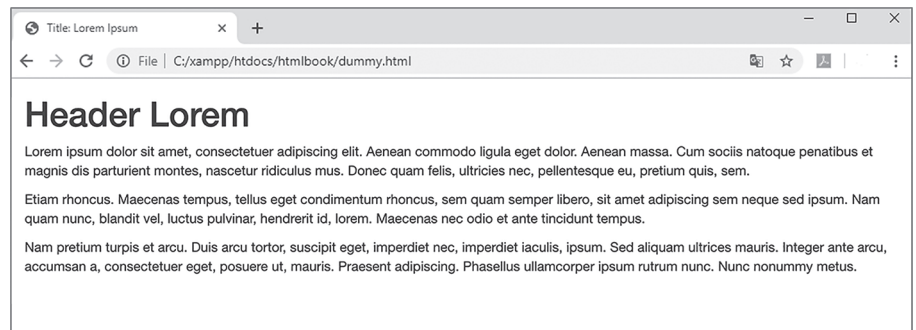 Title: Lorem Ipsum
File | C:/xampp/htdocs/htmlbook/dummy.html
Header Lorem
Lorem ipsum dolor sit amet, consectetuer adipiscing elit. Aenean commodo ligula eget dolor. Aenean massa. Cum sociis natoque penatibus et
magnis dis parturient montes, nascetur ridiculus mus. Donec quam felis, ultricies nec, pellentesque eu, pretium quis, sem.
Etiam rhoncus. Maecenas tempus, tellus eget condimentum rhoncus, sem quam semper libero, sit amet adipiscing sem neque sed ipsum. Nam
quam nunc, blandit vel, luctus pulvinar, hendrerit id, lorem. Maecenas nec odio et ante tincidunt tempus.
Nam pretium turpis et arcu. Duis arcu tortor, suscipit eget, imperdiet nec, imperdiet iaculis, ipsum. Sed aliquam ultrices mauris. Integer ante arcu,
accumsan a, consectetuer eget, posuere ut, mauris. Praesent adipiscing. Phasellus ullamcorper ipsum rutrum nunc. Nunc nonummy metus.